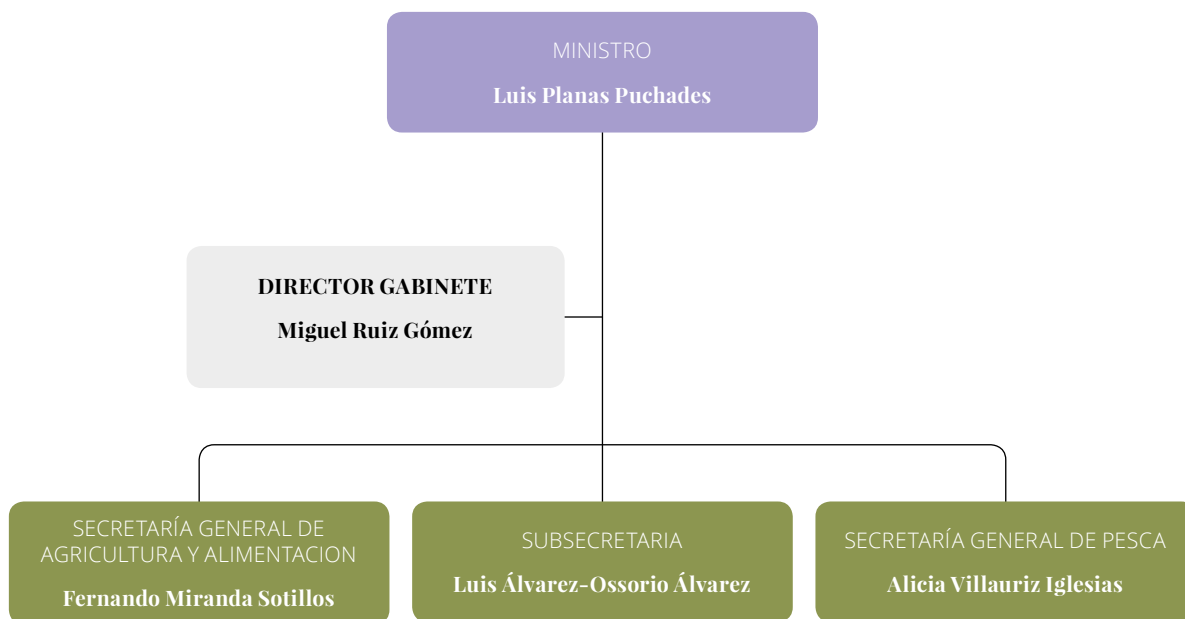 MINISTRO
Luis Planas Puchades
DIRECTOR GABINETE
Miguel Ruiz Gómez
SECRETARÍA GENERAL DE
AGRICULTURA Y ALIMENTACION
Fernando Miranda Sotillos
SUBSECRETARIA
Luis Álvarez-Ossorio Álvarez
SECRETARÍA GENERAL DE PESCA
Alicia Villauriz Iglesias